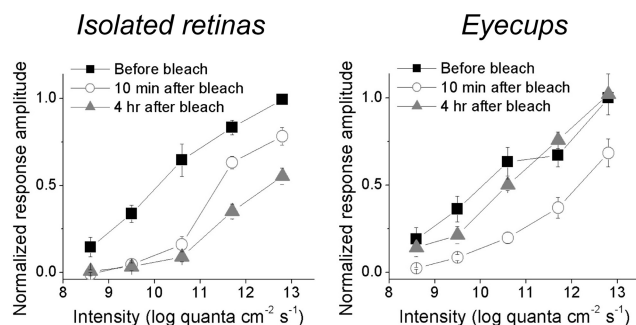 Isolated retinas
Normalized response amplitude
Before bleach
10 min after bleach
4 hr after bleach
1.0
0.5
0.0
8 9 10 11 12 13
Intensity (log quanta cm⁻² s⁻¹)
Eyecups
Normalized response amplitude
Before bleach
10 min after bleach
4 hr after bleach
1.0
0.5
0.0
8 9 10 11 12 13
Intensity (log quanta cm⁻² s⁻¹)